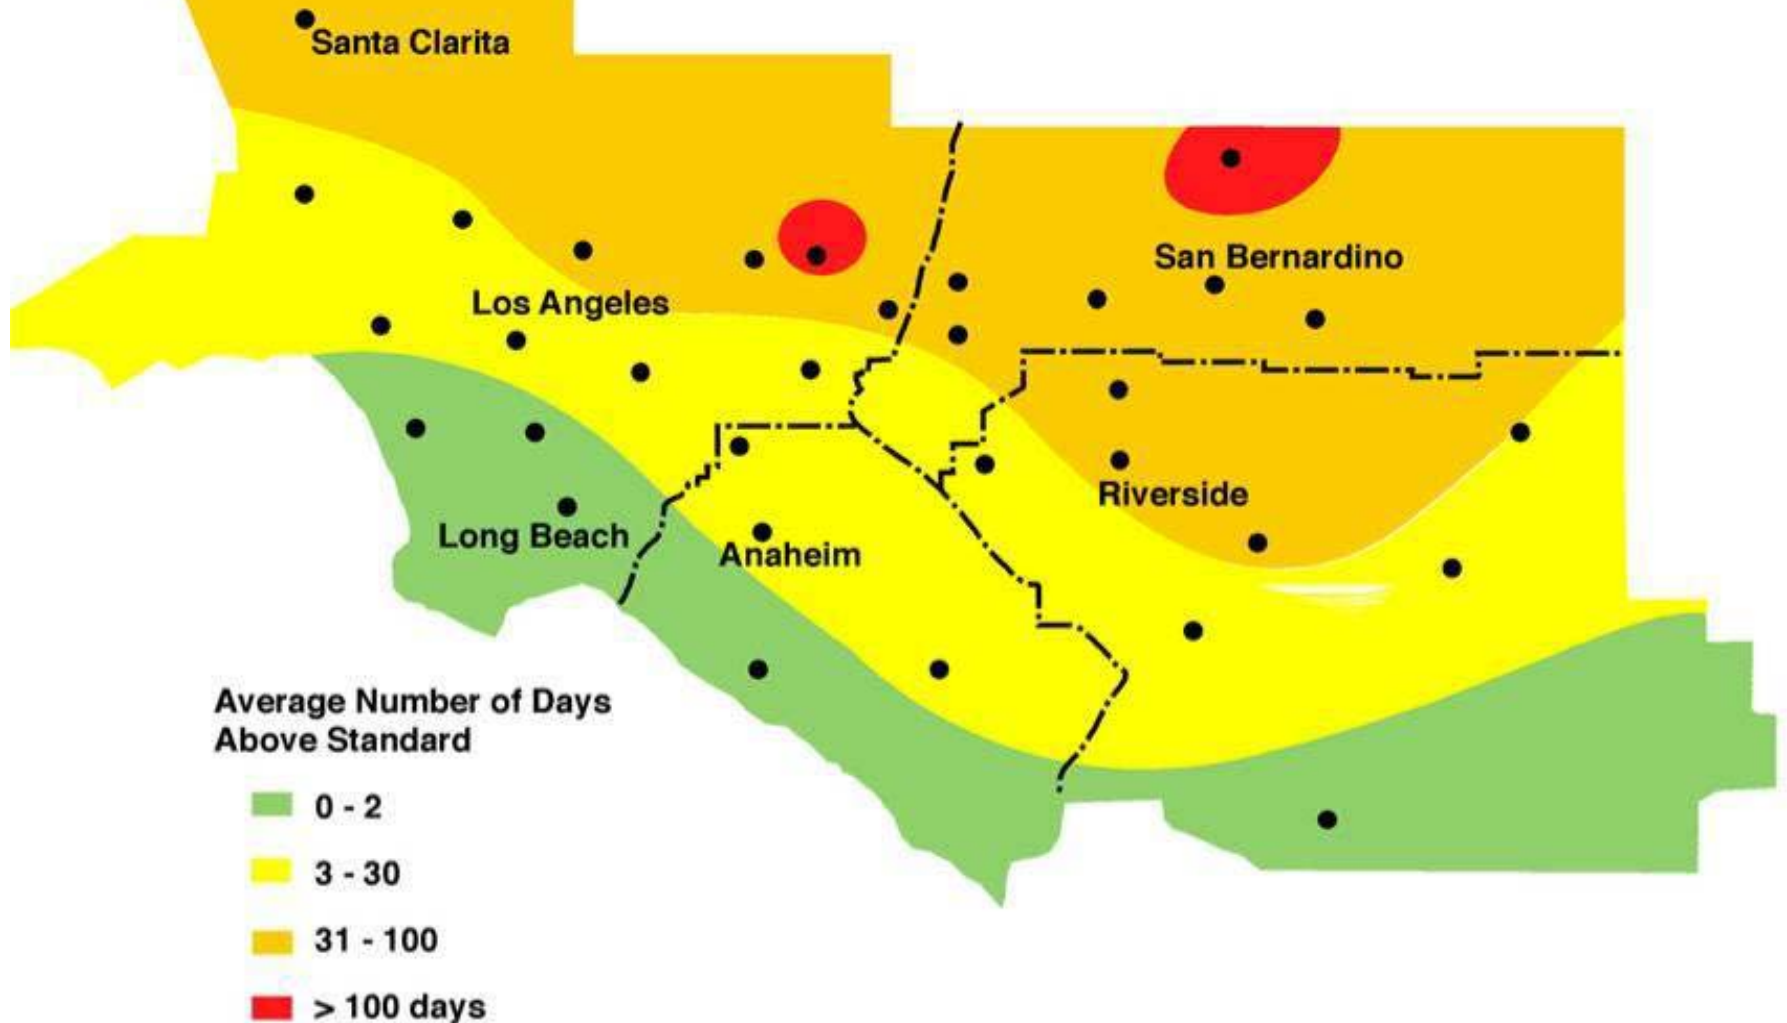 Santa Clarita
San Bernardino
Los Angeles
Riverside
Long Beach
Anaheim
Average Number of Days
Above Standard
0 - 2
3 - 30
31 - 100
> 100 days